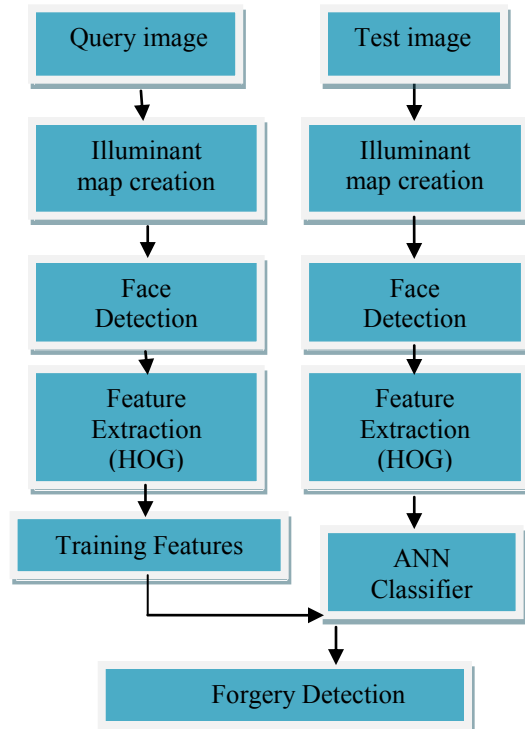 Query image
Test image
Illuminant
map creation
Illuminant
map creation
Face
Detection
Face
Detection
Feature
Extraction
(HOG)
Feature
Extraction
(HOG)
Training Features
ANN
Classifier
Forgery Detection